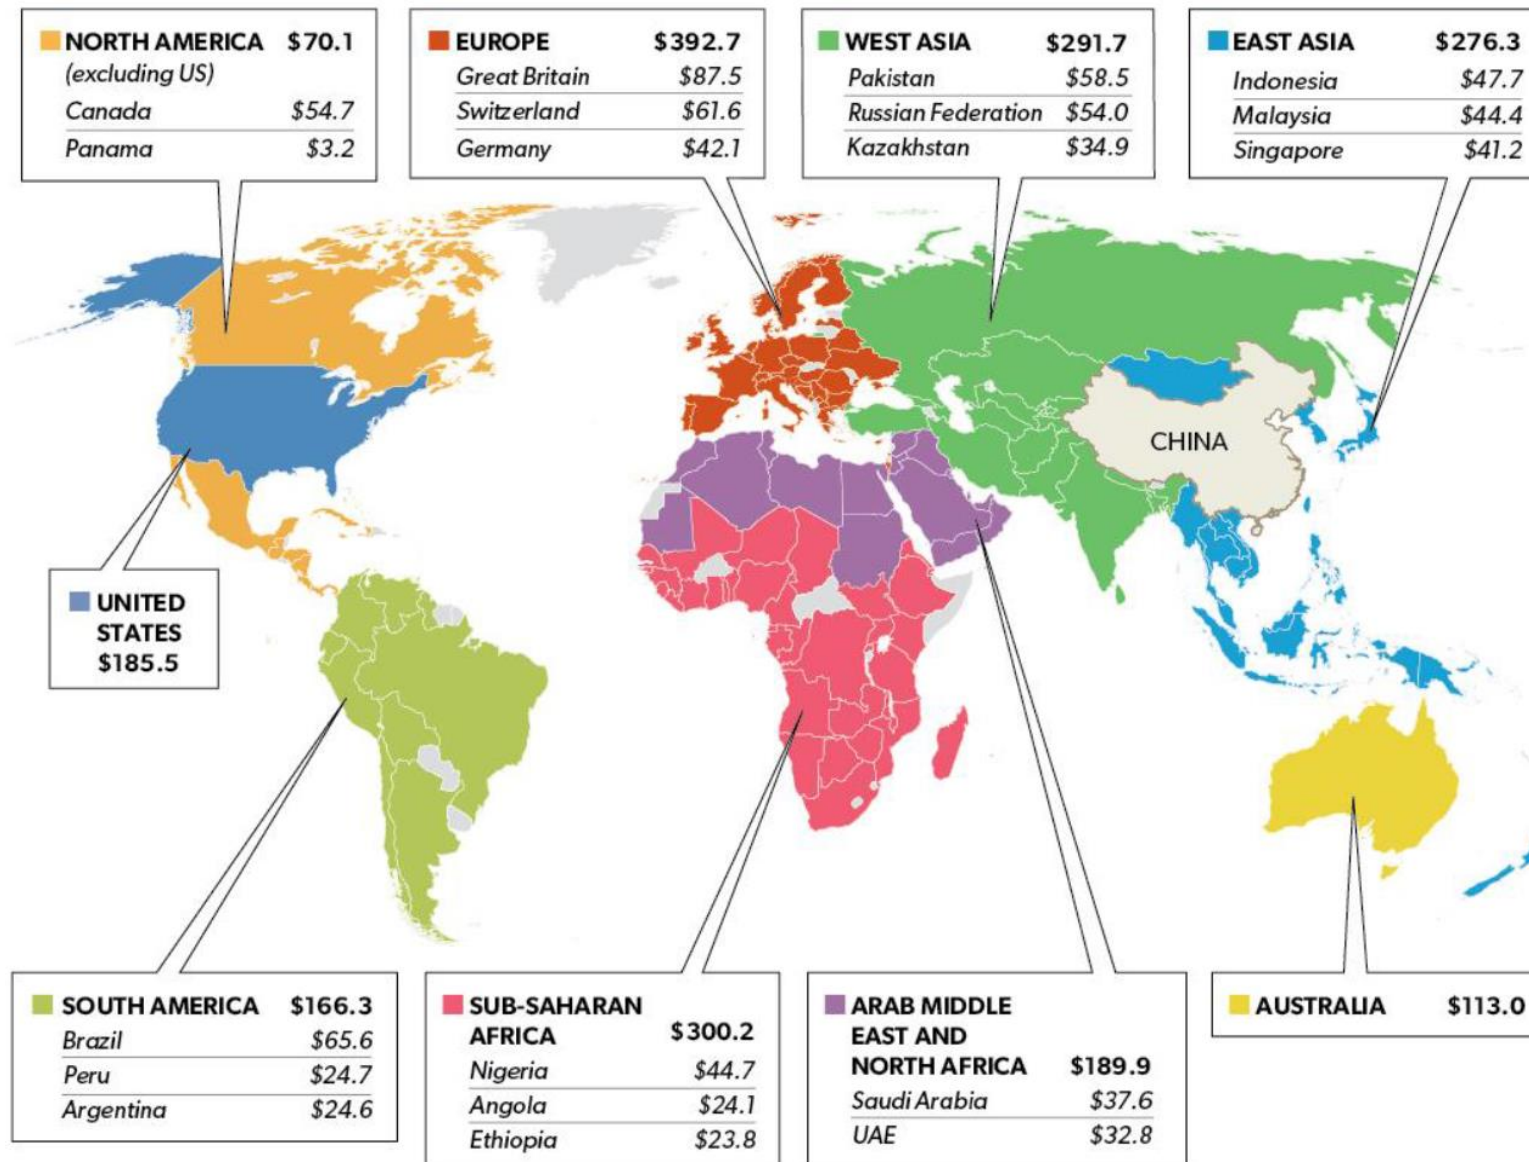 NORTH AMERICA $70.1
(excluding US)
Canada $54.7
Panama $3.2
EUROPE $392.7
Great Britain $87.5
Switzerland $61.6
Germany $42.1
WEST ASIA $291.7
Pakistan $58.5
Russian Federation $54.0
Kazakhstan $34.9
EAST ASIA $276.3
Indonesia $47.7
Malaysia $44.4
Singapore $41.2
CHINA
UNITED
STATES
$185.5
SOUTH AMERICA $166.3
Brazil $65.6
Peru $24.7
Argentina $24.6
SUB-SAHARAN
AFRICA $300.2
Nigeria $44.7
Angola $24.1
Ethiopia $23.8
ARAB MIDDLE
EAST AND
NORTH AFRICA $189.9
Saudi Arabia $37.6
UAE $32.8
AUSTRALIA $113.0